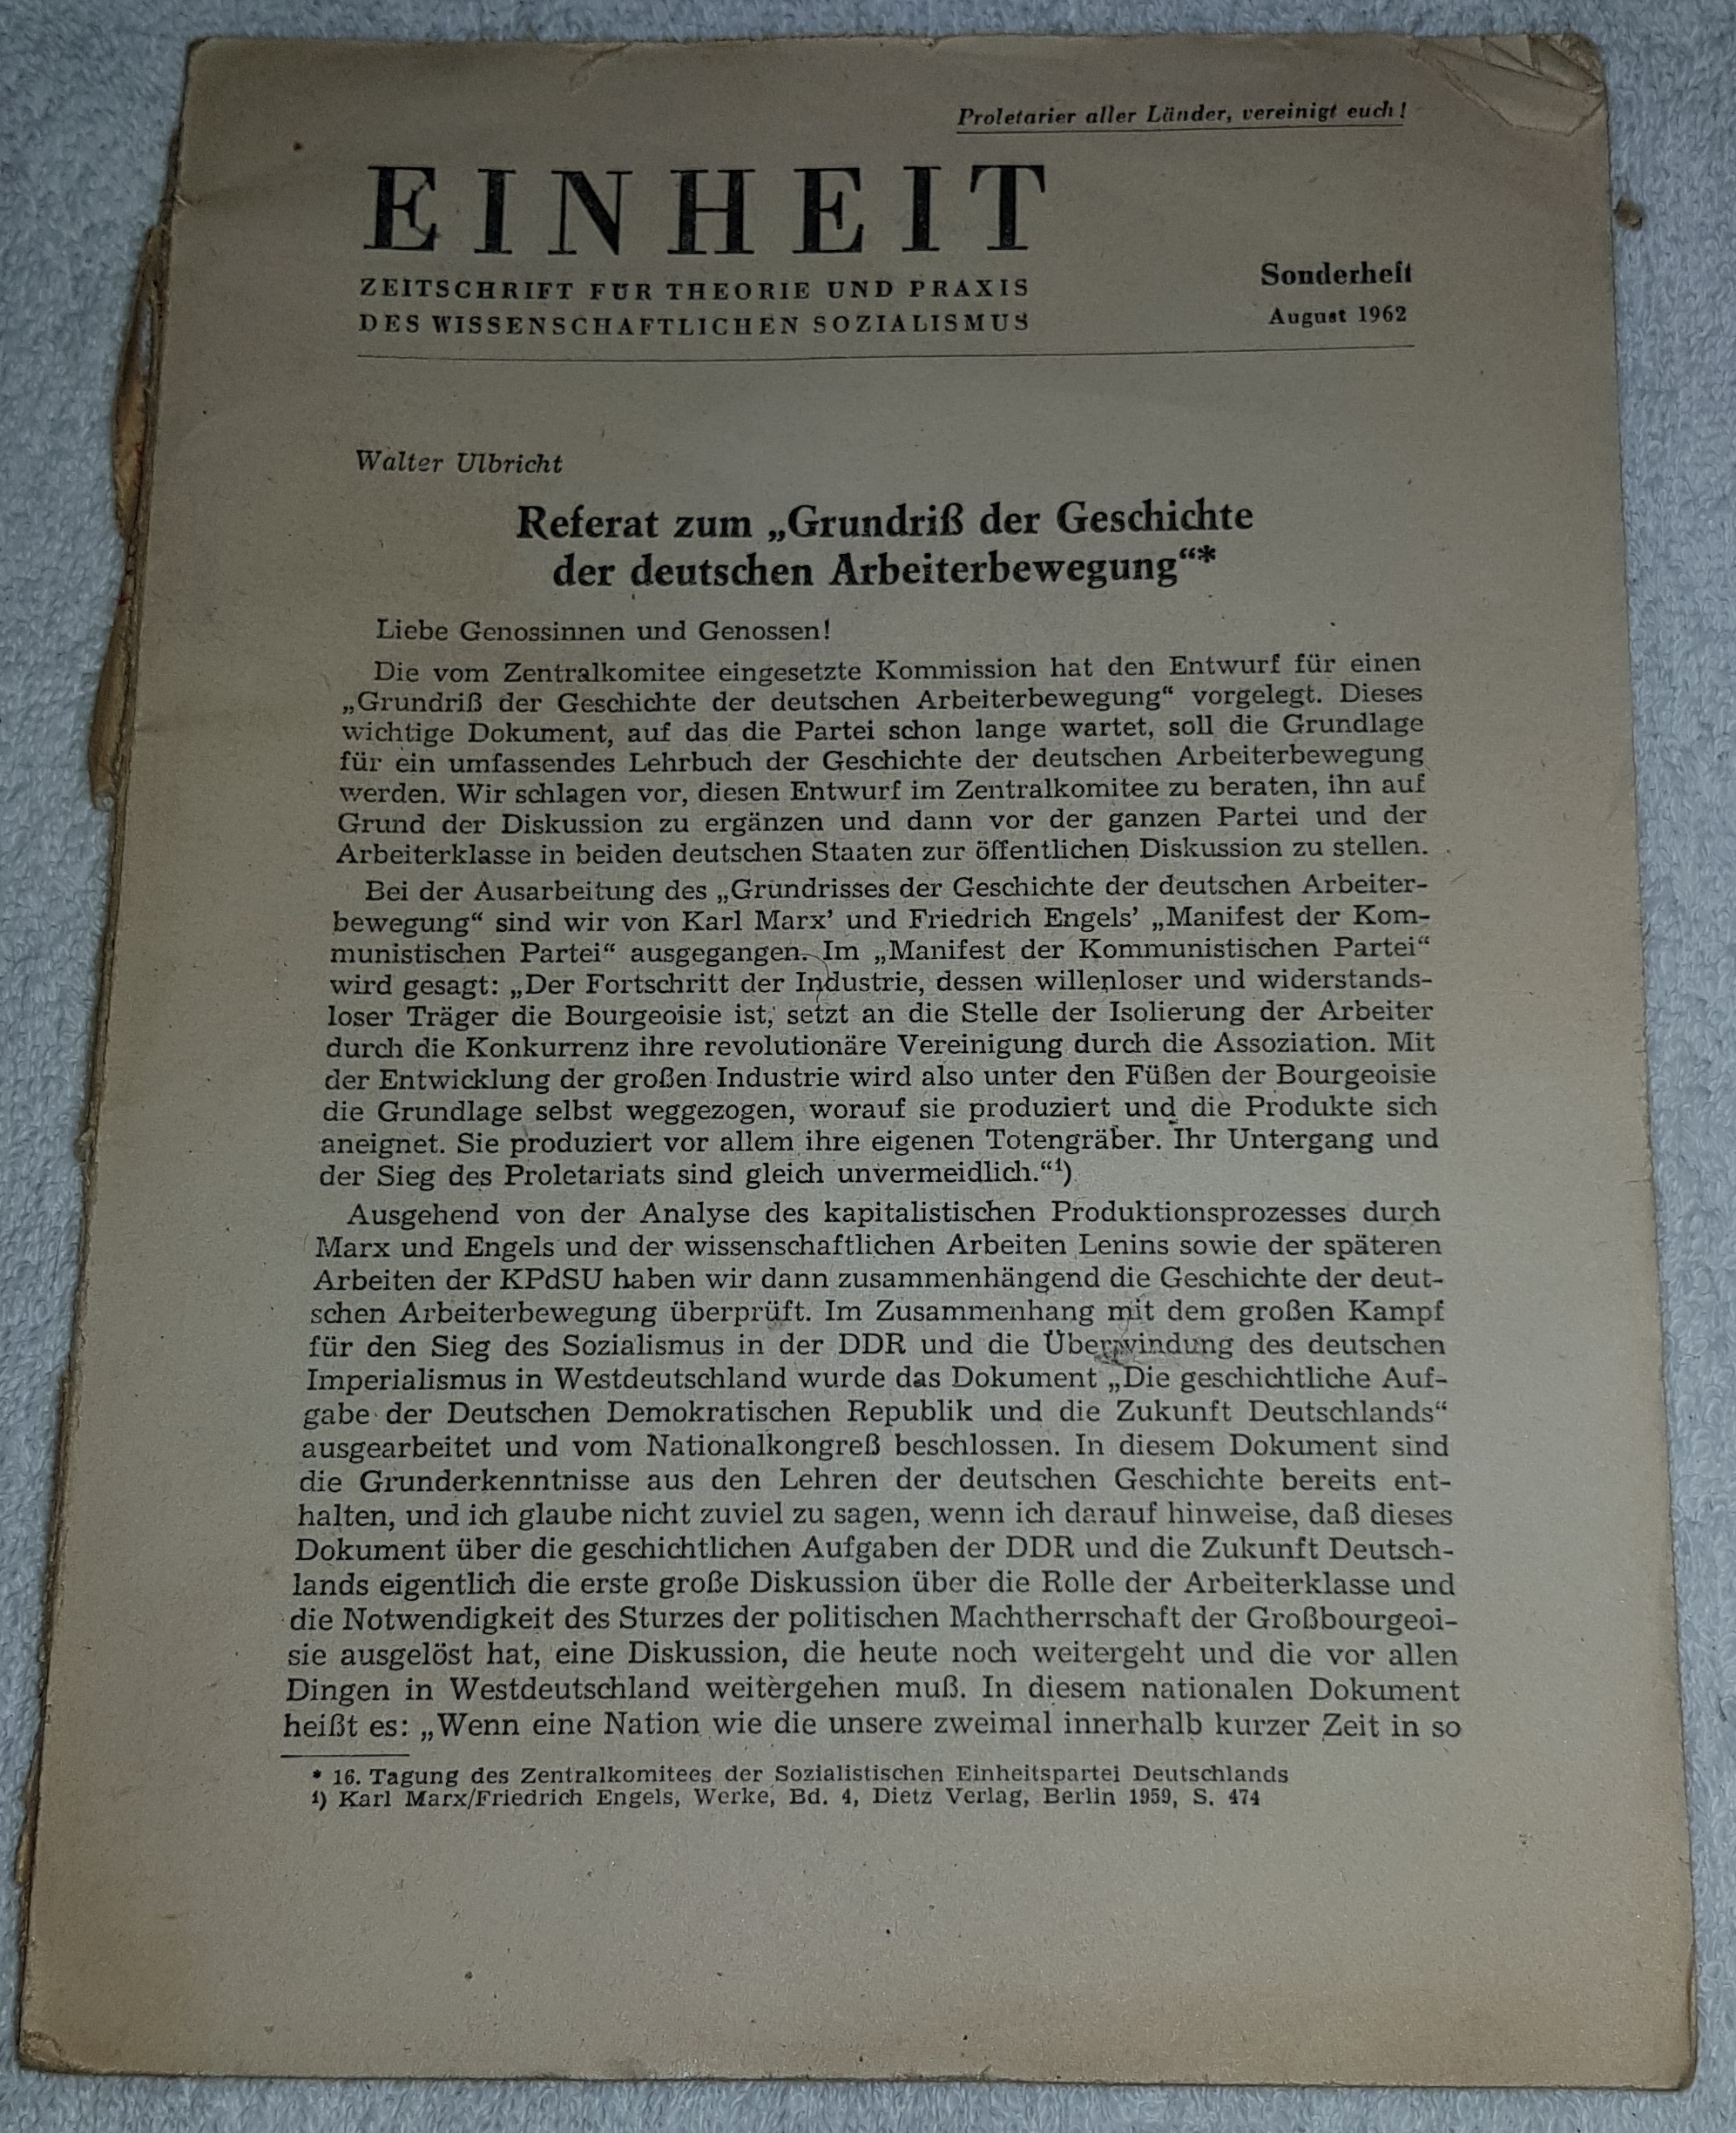 Proletarier aller Länder, vereinigt euch!
EINHEIT
ZEITSCHRIFT FÜR THEORIE UND PRAXIS
DES WISSENSCHAFTLICHEN SOZIALISMUS
Sonderheft
August 1962
Walter Ulbricht
Referat zum „Grundriß der Geschichte
der deutschen Arbeiterbewegung“*
Liebe Genossinnen und Genossen!
Die vom Zentralkomitee eingesetzte Kommission hat den Entwurf für einen
„Grundriß der Geschichte der deutschen Arbeiterbewegung“ vorgelegt. Dieses
wichtige Dokument, auf das die Partei schon lange wartet, soll die Grundlage
für ein umfassendes Lehrbuch der Geschichte der deutschen Arbeiterbewegung
werden. Wir schlagen vor, diesen Entwurf im Zentralkomitee zu beraten, ihn auf
Grund der Diskussion zu ergänzen und dann vor der ganzen Partei und der
Arbeiterklasse in beiden deutschen Staaten zur öffentlichen Diskussion zu stellen.
Bei der Ausarbeitung des „Grundrisses der Geschichte der deutschen Arbeiter-
bewegung“ sind wir von Karl Marx’ und Friedrich Engels’ „Manifest der Kom-
munistischen Partei“ ausgegangen. Im „Manifest der Kommunistischen Partei“
wird gesagt: „Der Fortschritt der Industrie, dessen willenloser und widerstands-
loser Träger die Bourgeoisie ist, setzt an die Stelle der Isolierung der Arbeiter
durch die Konkurrenz ihre revolutionäre Vereinigung durch die Assoziation. Mit
der Entwicklung der großen Industrie wird also unter den Füßen der Bourgeoisie
die Grundlage selbst weggezogen, worauf sie produziert und die Produkte sich
aneignet. Sie produziert vor allem ihre eigenen Totengräber. Ihr Untergang und
der Sieg des Proletariats sind gleich unvermeidlich.“¹)
Ausgehend von der Analyse des kapitalistischen Produktionsprozesses durch
Marx und Engels und der wissenschaftlichen Arbeiten Lenins sowie der späteren
Arbeiten der KPdSU haben wir dann zusammenhängend die Geschichte der deut-
schen Arbeiterbewegung überprüft. Im Zusammenhang mit dem großen Kampf
für den Sieg des Sozialismus in der DDR und die Überwindung des deutschen
Imperialismus in Westdeutschland wurde das Dokument „Die geschichtliche Auf-
gabe der Deutschen Demokratischen Republik und die Zukunft Deutschlands“
ausgearbeitet und vom Nationalkongreß beschlossen. In diesem Dokument sind
die Grunderkenntnisse aus den Lehren der deutschen Geschichte bereits ent-
halten, und ich glaube nicht zuviel zu sagen, wenn ich darauf hinweise, daß dieses
Dokument über die geschichtlichen Aufgaben der DDR und die Zukunft Deutsch-
lands eigentlich die erste große Diskussion über die Rolle der Arbeiterklasse und
die Notwendigkeit des Sturzes der politischen Machtherrschaft der Großbourgeoi-
sie ausgelöst hat, eine Diskussion, die heute noch weitergeht und die vor allen
Dingen in Westdeutschland weitergehen muß. In diesem nationalen Dokument
heißt es: „Wenn eine Nation wie die unsere zweimal innerhalb kurzer Zeit in so
* 16. Tagung des Zentralkomitees der Sozialistischen Einheitspartei Deutschlands
¹) Karl Marx/Friedrich Engels, Werke, Bd. 4, Dietz Verlag, Berlin 1959, S. 474